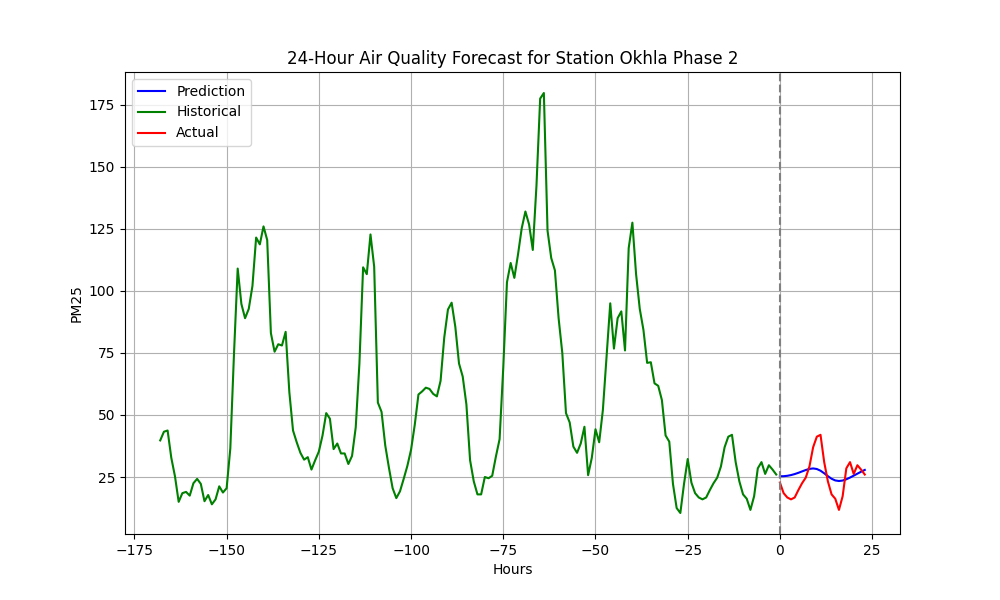 24-Hour Air Quality Forecast for Station Okhla Phase 2
Prediction
Historical
Actual
175
150
125
100
75
50
25
PM25
−175
−150
−125
−100
−75
−50
−25
0
25
Hours